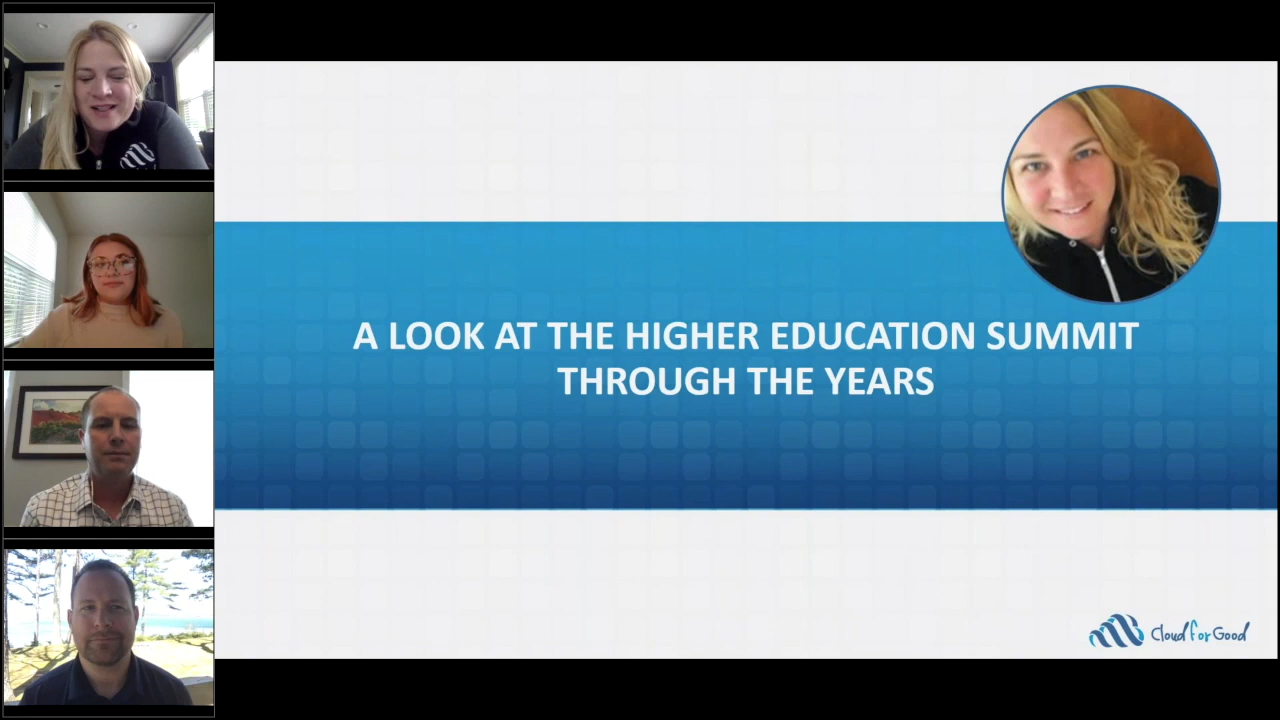 A LOOK AT THE HIGHER EDUCATION SUMMIT
THROUGH THE YEARS
Cloud for Good